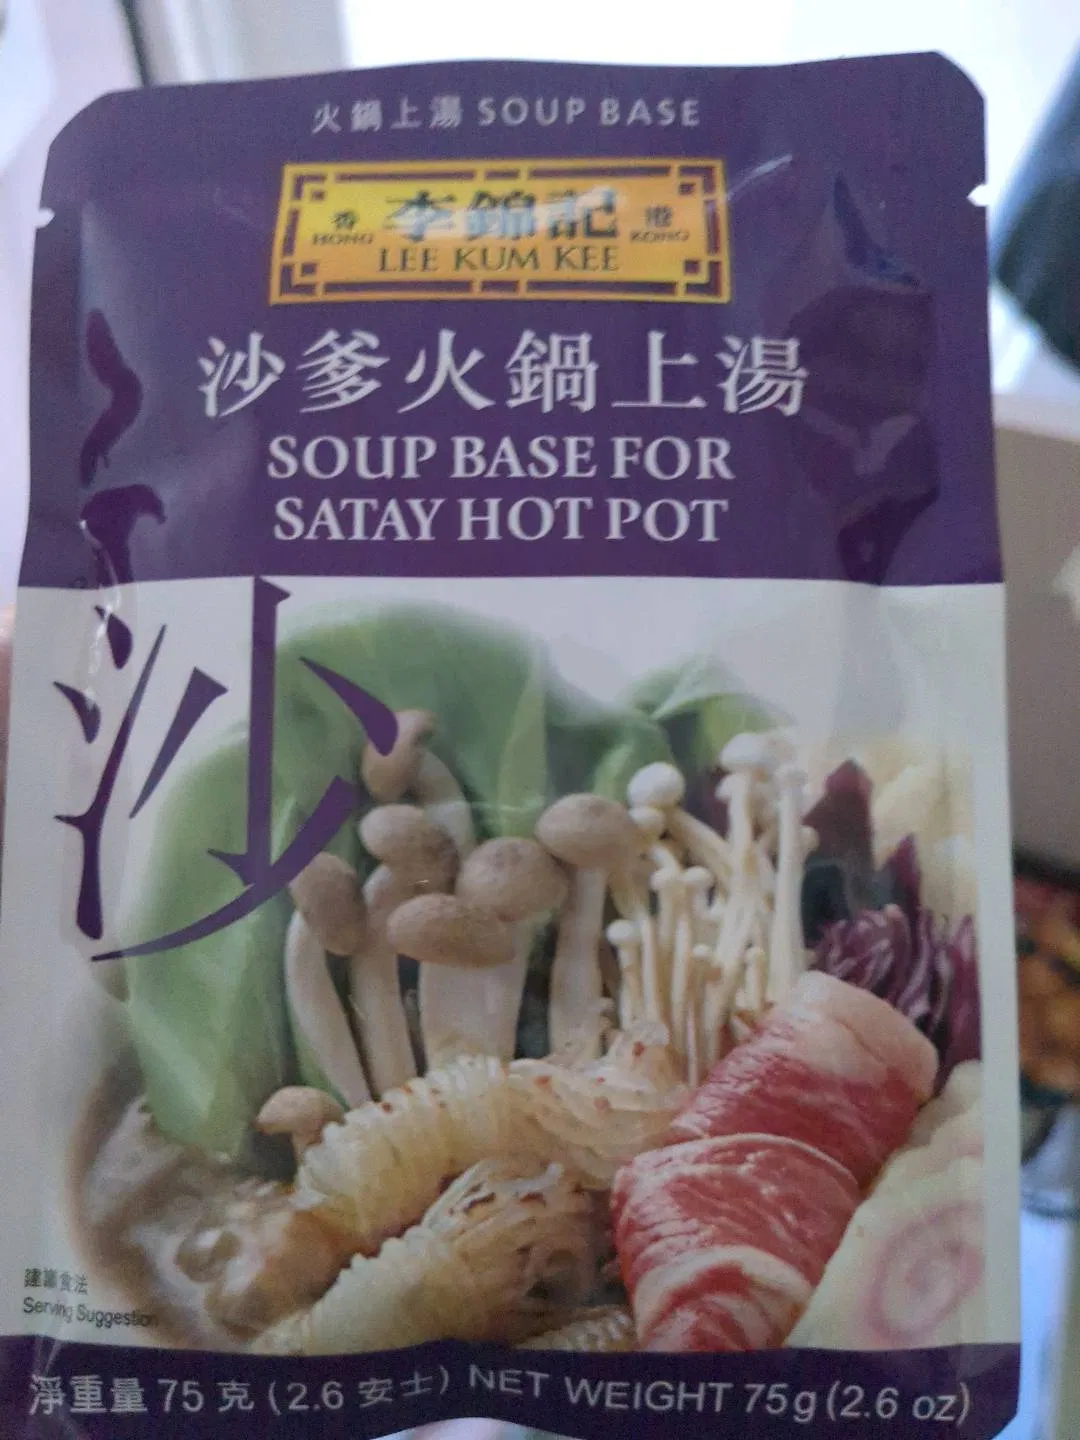 火鍋上湯 SOUP BASE
香 李錦記 港
HONG KONG
LEE KUM KEE
沙爹火鍋上湯
SOUP BASE FOR
SATAY HOT POT
沙
建議食法
Serving Suggestion
淨重量 75 克 (2.6 安士) NET WEIGHT 75g (2.6 oz)